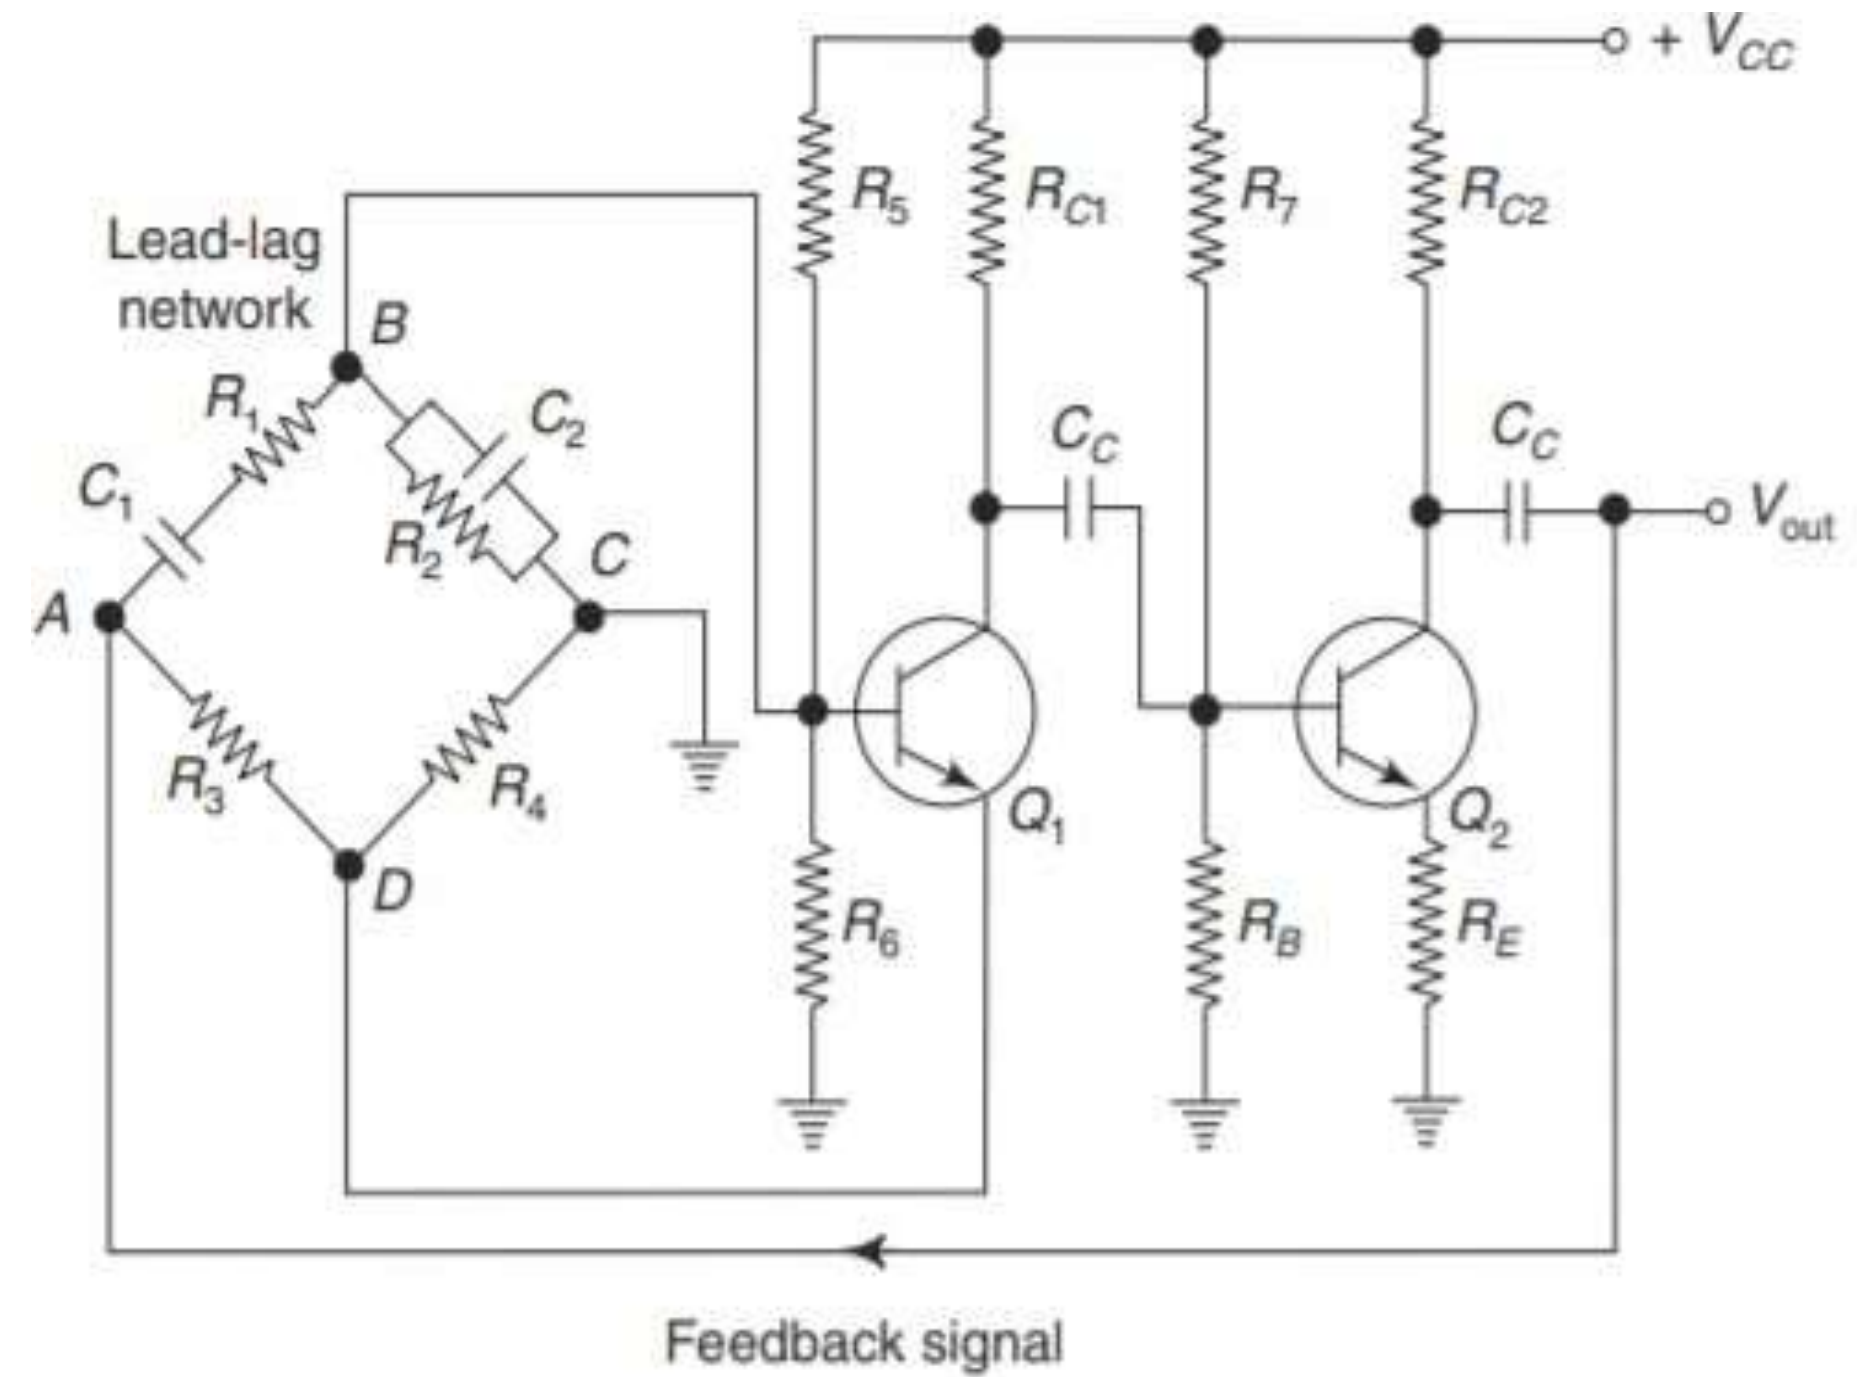 + V_CC
R_5
R_C1
R_7
R_C2
Lead-lag
network
B
R_1
C_2
C_C
C_C
C_1
R_2
C
V_out
A
R_3
R_4
Q_1
Q_2
D
R_6
R_B
R_E
Feedback signal